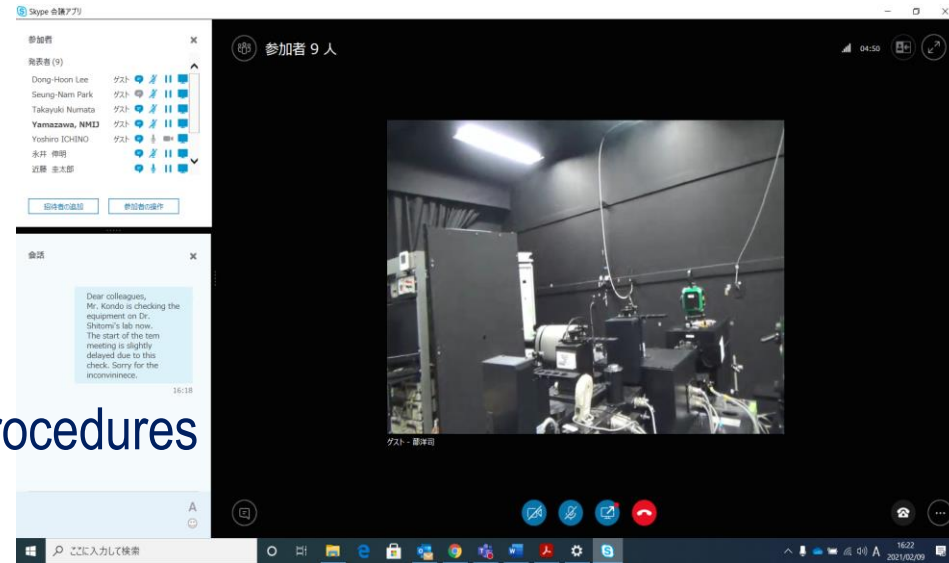 Skype 会議アプリ
参加者
発表者 (9)
Dong-Hoon Lee ゲスト
Seung-Nam Park ゲスト
Takayuki Numata ゲスト
Yamazawa, NMIJ ゲスト
Yoshiro ICHINO ゲスト
永井 伸明
近藤 圭太郎
招待者の追加 参加者の操作
会話
Dear colleagues,
Mr. Kondo is checking the
equipment on Dr.
Shitomi's lab now.
The start of the tem
meeting is slightly
delayed due to this
check. Sorry for the
inconvininece.
16:18
rocedures
A
参加者 9 人
04:50
ゲスト - 蔀洋司
ここに入力して検索
A
16:22
2021/02/09